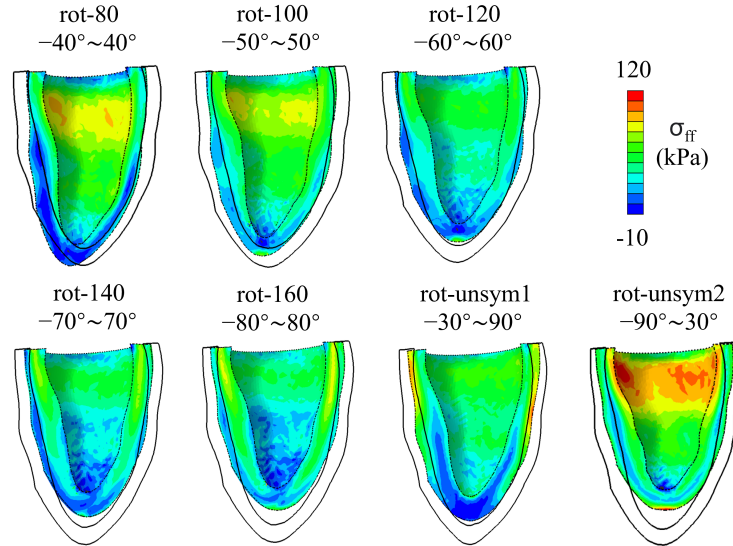 rot-80
−40°~40°
rot-100
−50°~50°
rot-120
−60°~60°
120
σff
(kPa)
-10
rot-140
−70°~70°
rot-160
−80°~80°
rot-unsym1
−30°~90°
rot-unsym2
−90°~30°